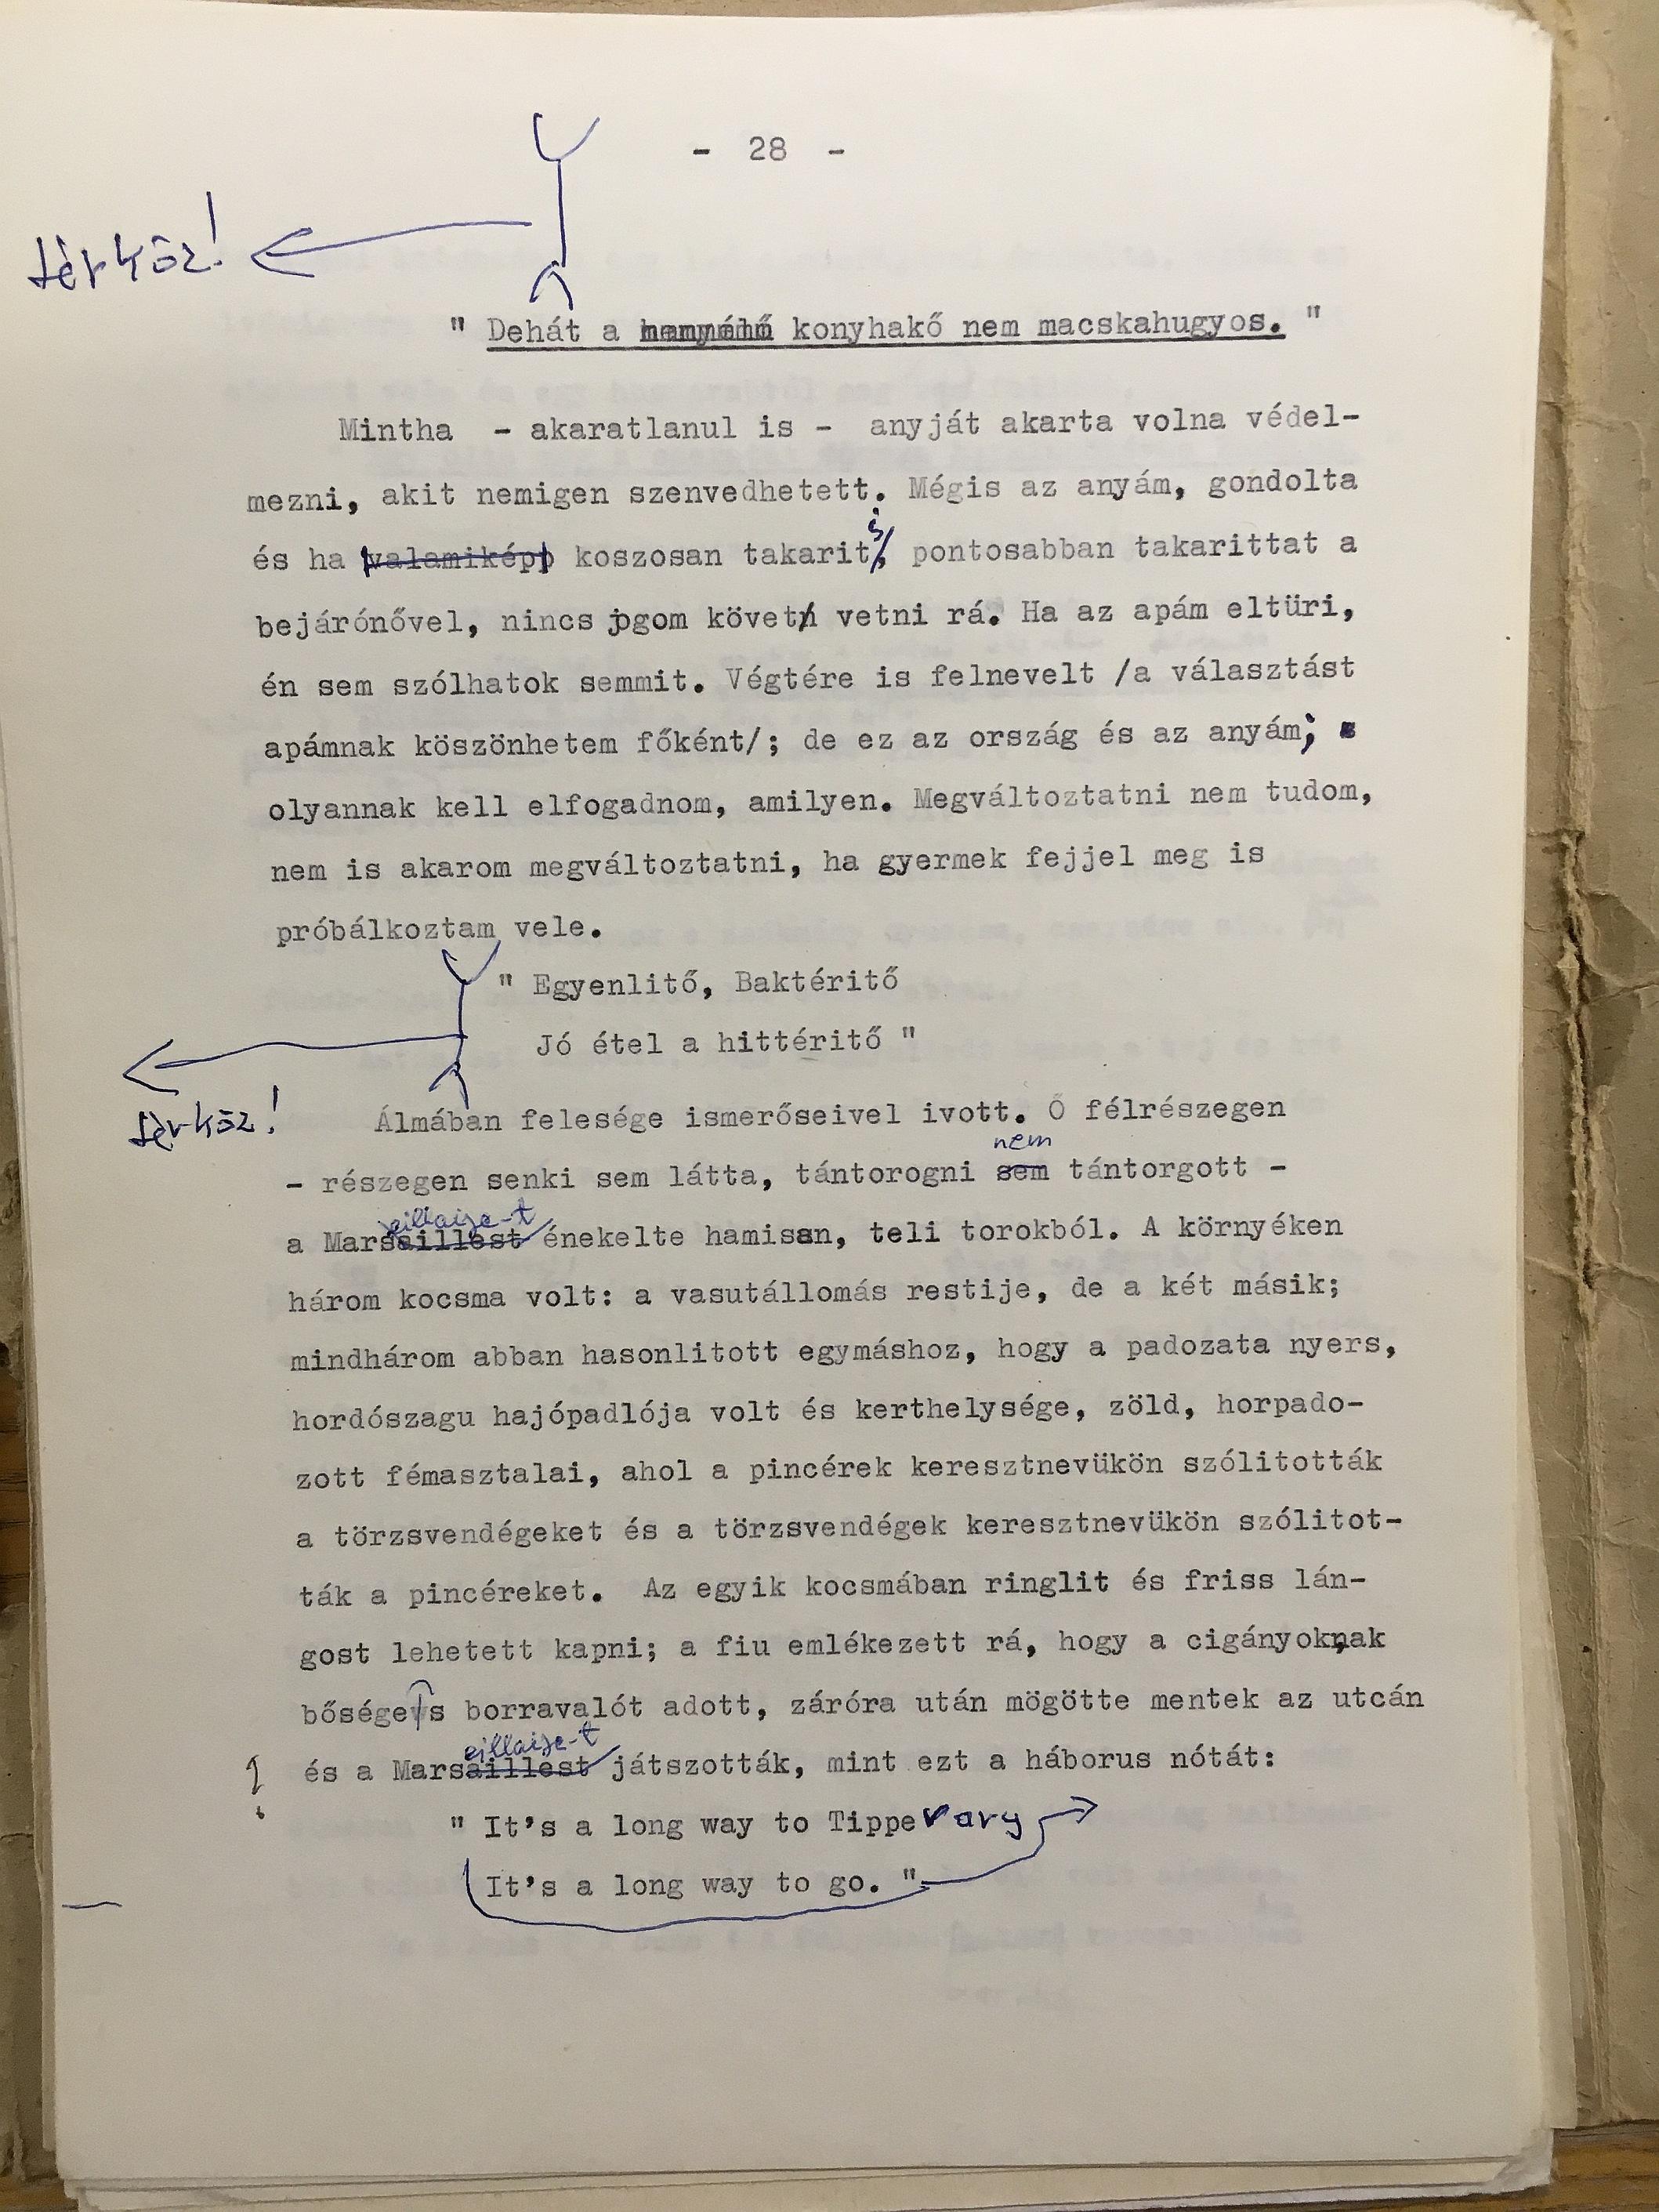 - 28 -
térköz!
" Dehát a konyhakő nem macskahugyos. "
Mintha - akaratlanul is - anyját akarta volna védel-
mezni, akit nemigen szenvedhetett. Mégis az anyám, gondolta
és ha valamiképp koszosan takarit is, pontosabban takarittat a
bejárónővel, nincs jogom követ vetni rá. Ha az apám eltüri,
én sem szólhatok semmit. Végtére is felnevelt /a választást
apámnak köszönhetem főként/; de ez az ország és az anyám;
olyannak kell elfogadnom, amilyen. Megváltoztatni nem tudom,
nem is akarom megváltoztatni, ha gyermek fejjel meg is
próbálkoztam vele.
" Egyenlitő, Baktéritő
Jó étel a hittéritő "
térköz!
Álmában felesége ismerőseivel ivott. Ő félrészegen
nem
- részegen senki sem látta, tántorogni sem tántorgott -
eillaise-t
a Marsaillest énekelte hamisan, teli torokból. A környéken
három kocsma volt: a vasutállomás restije, de a két másik;
mindhárom abban hasonlitott egymáshoz, hogy a padozata nyers,
hordószagu hajópadlója volt és kerthelysége, zöld, horpado-
zott fémasztalai, ahol a pincérek keresztnevükön szólitották
a törzsvendégeket és a törzsvendégek keresztnevükön szólitot-
ták a pincéreket. Az egyik kocsmában ringlit és friss lán-
gost lehetett kapni; a fiu emlékezett rá, hogy a cigányoknak
bőséges borravalót adott, záróra után mögötte mentek az utcán
eillaise-t
? és a Marsaillest játszották, mint ezt a háborus nótát:
" It's a long way to Tipperary
It's a long way to go. "